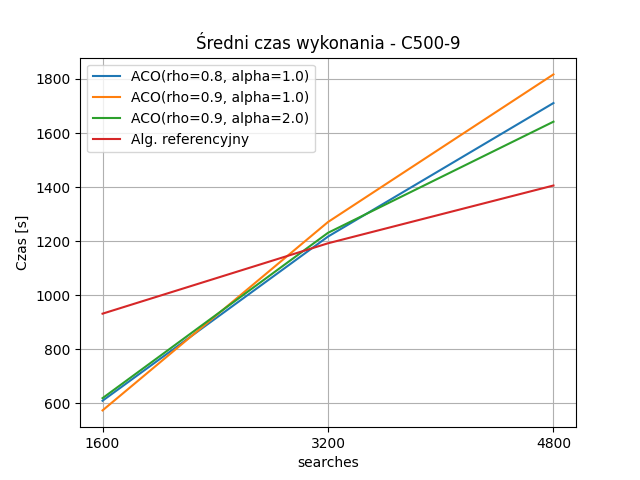 Średni czas wykonania - C500-9
ACO(rho=0.8, alpha=1.0)
ACO(rho=0.9, alpha=1.0)
ACO(rho=0.9, alpha=2.0)
Alg. referencyjny
1800
1600
1400
1200
1000
800
600
Czas [s]
1600 3200 4800
searches